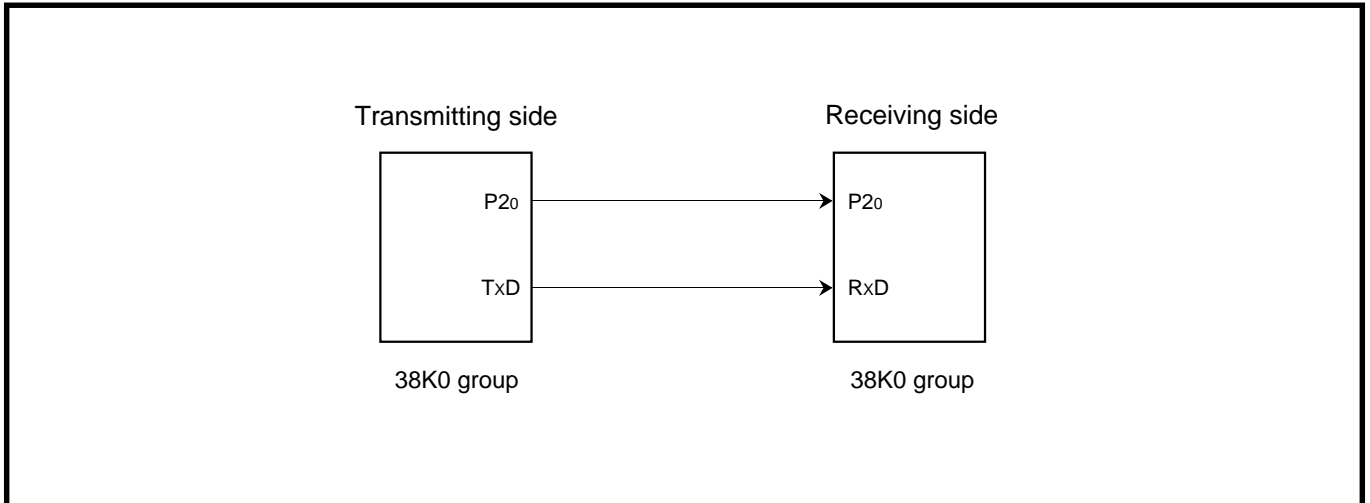 Transmitting side
Receiving side
P20
P20
TxD
RxD
38K0 group
38K0 group